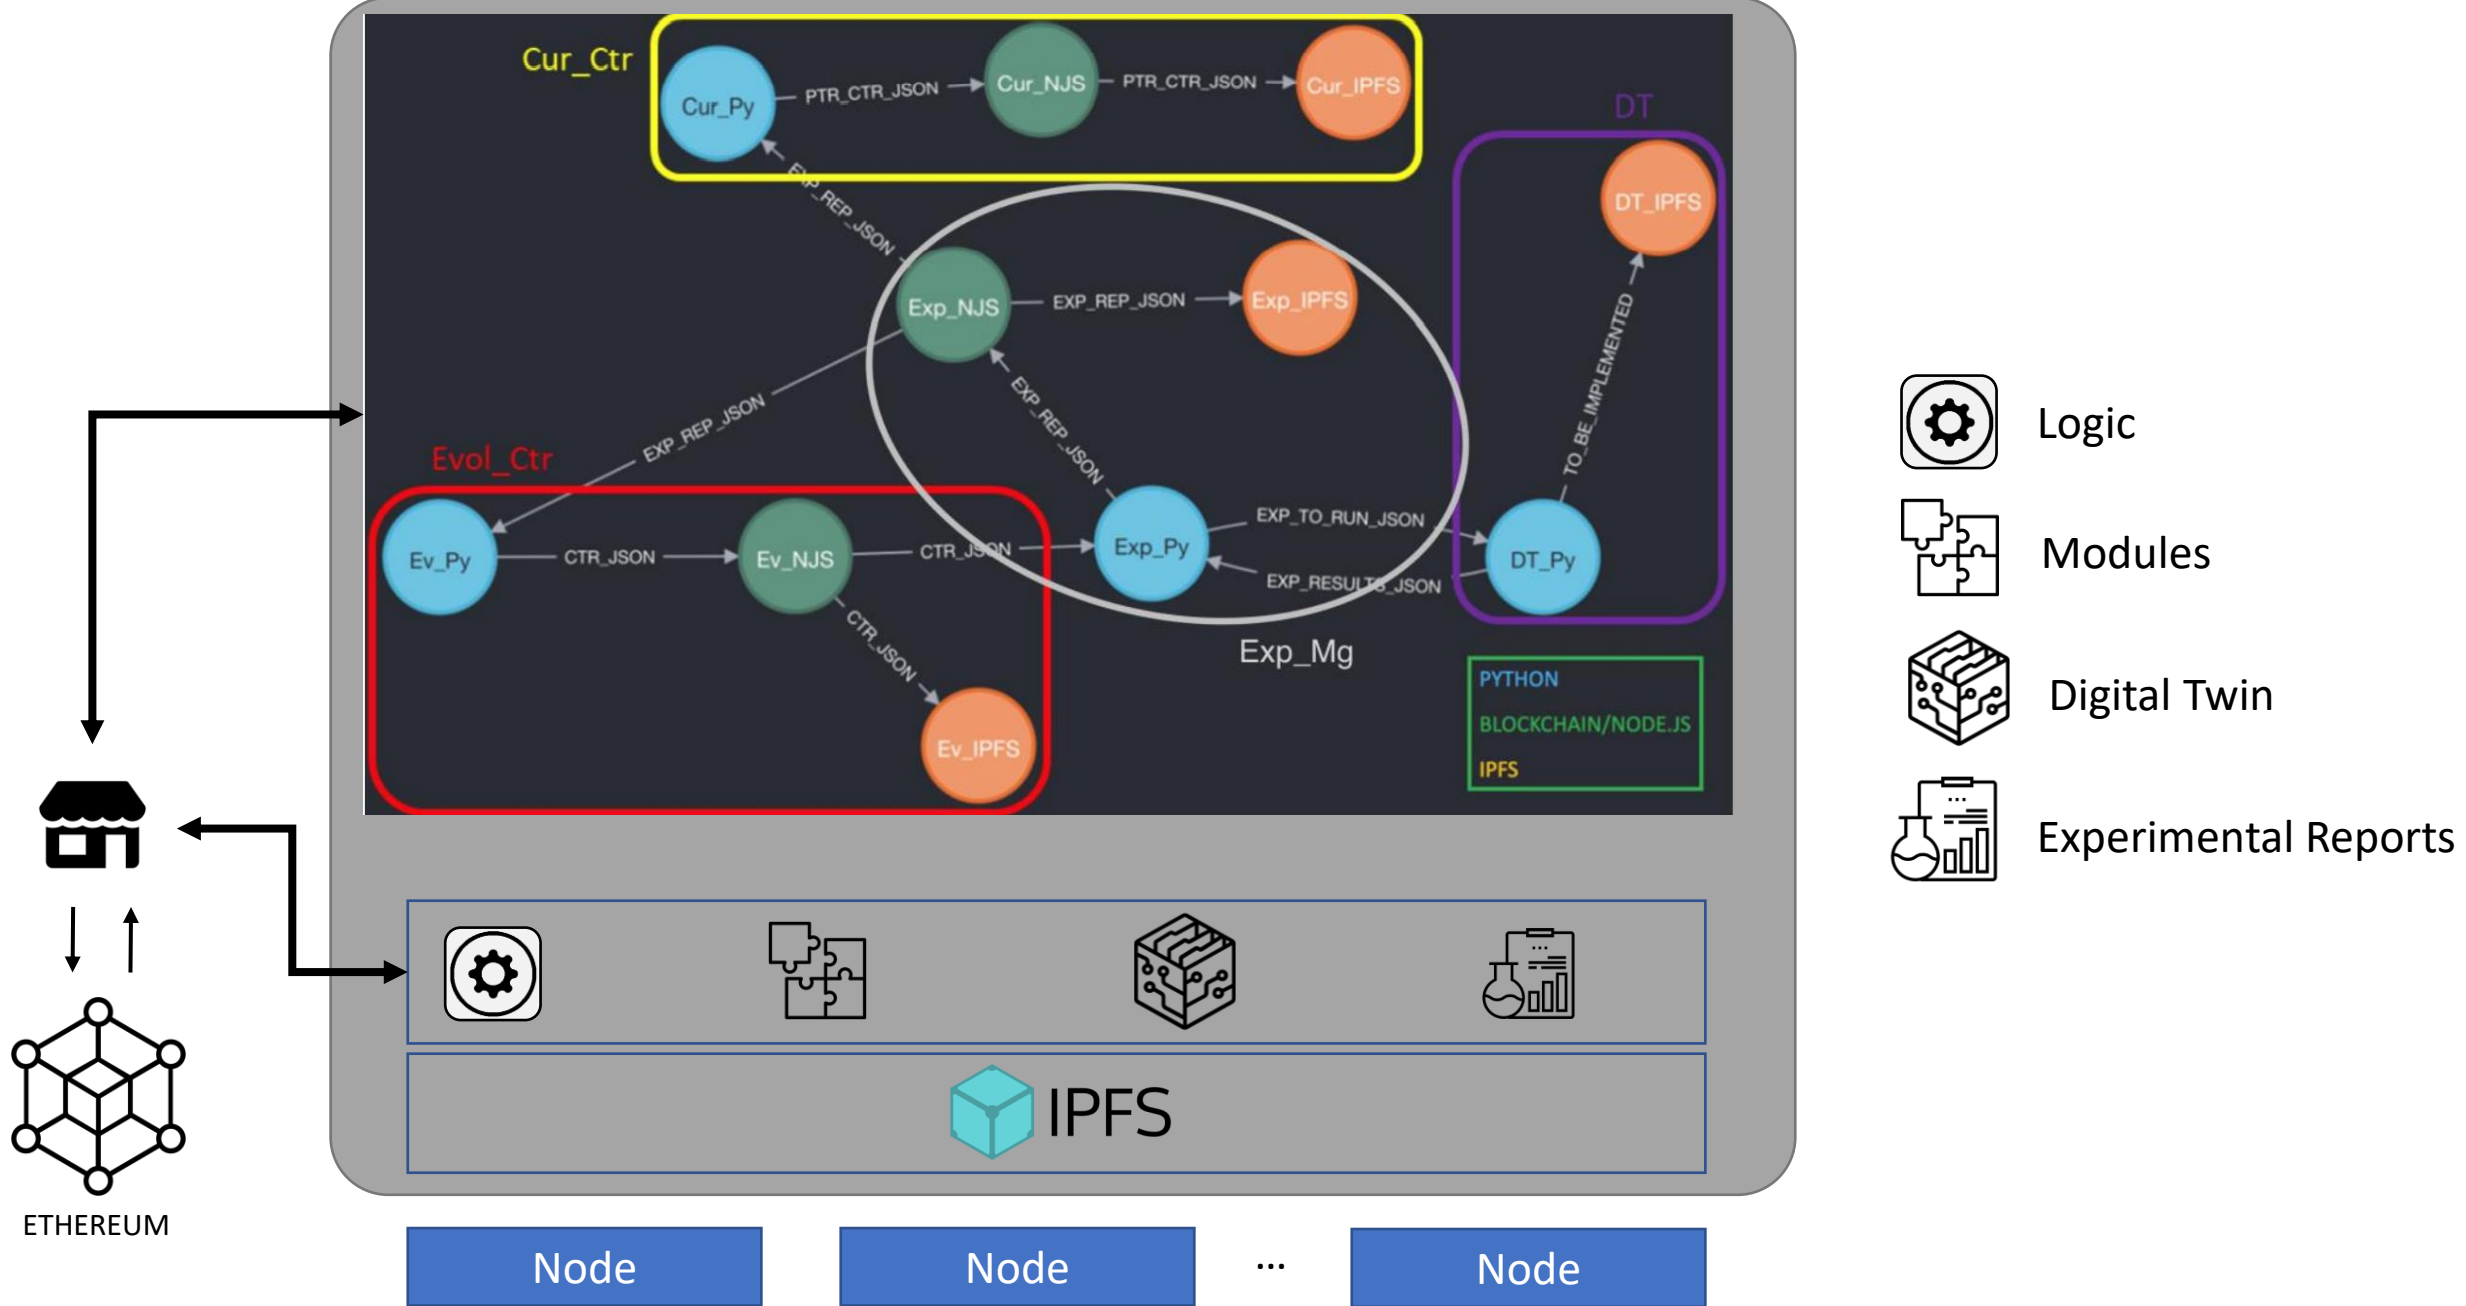 Cur_Ctr
Cur_Py
PTR_CTR_JSON
Cur_NJS
PTR_CTR_JSON
Cur_IPFS
DT
DT_IPFS
EXP_REP_JSON
Exp_NJS
EXP_REP_JSON
Exp_IPFS
TO_BE_IMPLEMENTED
EXP_REP_JSON
EXP_REP_JSON
Evol_Ctr
Ev_Py
CTR_JSON
Ev_NJS
CTR_JSON
Exp_Py
EXP_TO_RUN_JSON
EXP_RESULTS_JSON
DT_Py
CTR_JSON
Ev_IPFS
Exp_Mg
PYTHON
BLOCKCHAIN/NODE.JS
IPFS
Logic
Modules
Digital Twin
Experimental Reports
IPFS
ETHEREUM
Node
Node
...
Node